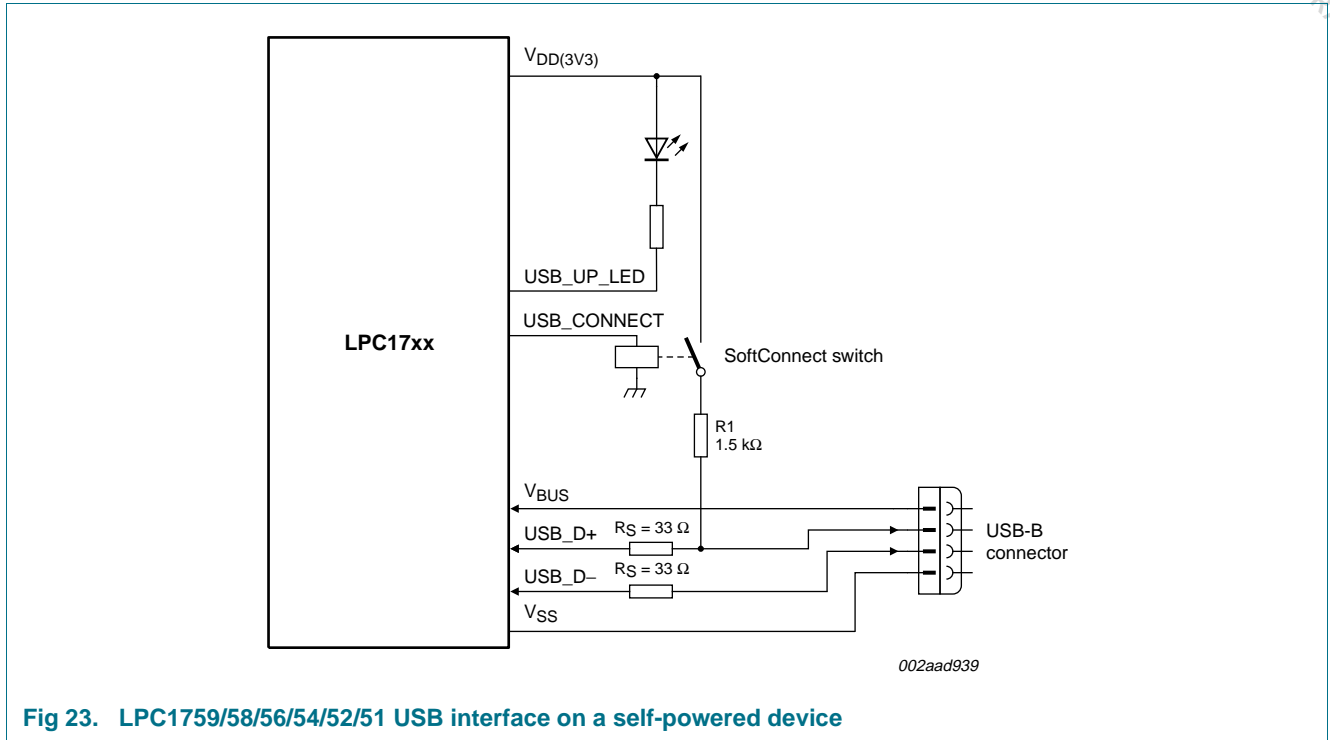 VDD(3V3)
USB_UP_LED
USB_CONNECT
LPC17xx
SoftConnect switch
R1
1.5 kΩ
VBUS
USB_D+
RS = 33 Ω
USB-B
connector
USB_D−
RS = 33 Ω
VSS
002aad939
Fig 23. LPC1759/58/56/54/52/51 USB interface on a self-powered device